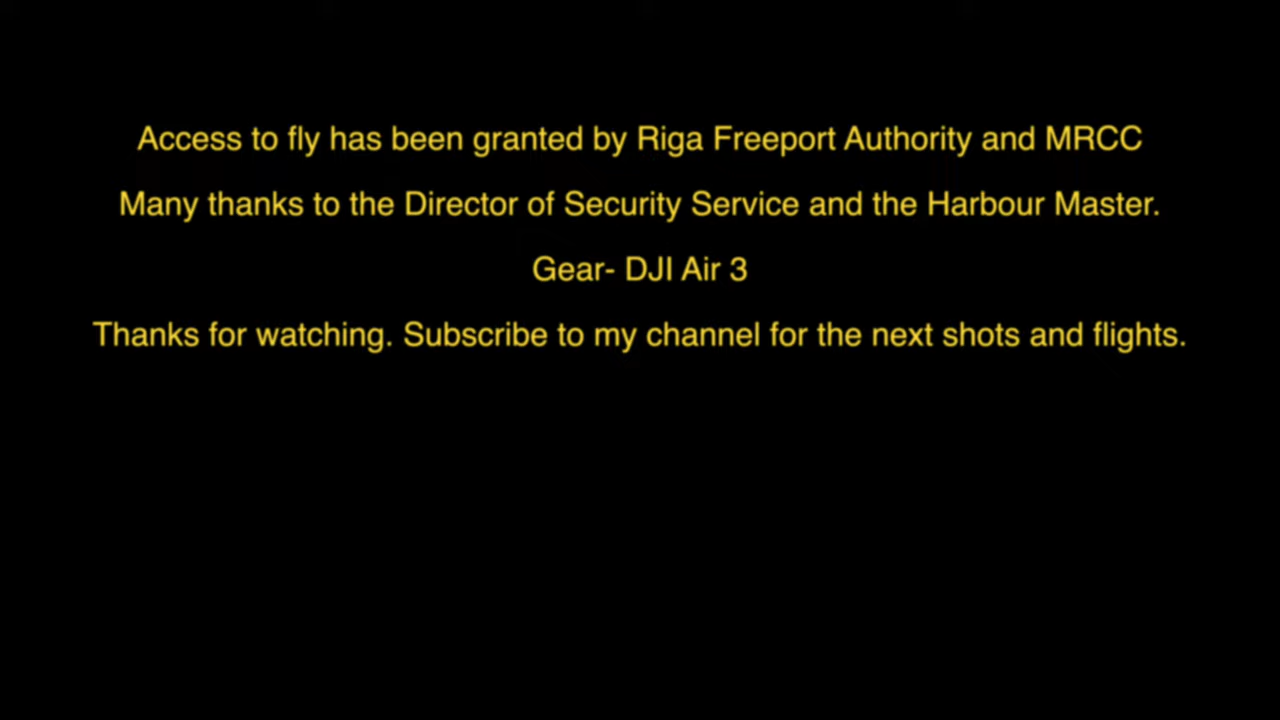 Access to fly has been granted by Riga Freeport Authority and MRCC
Many thanks to the Director of Security Service and the Harbour Master.
Gear- DJI Air 3
Thanks for watching. Subscribe to my channel for the next shots and flights.